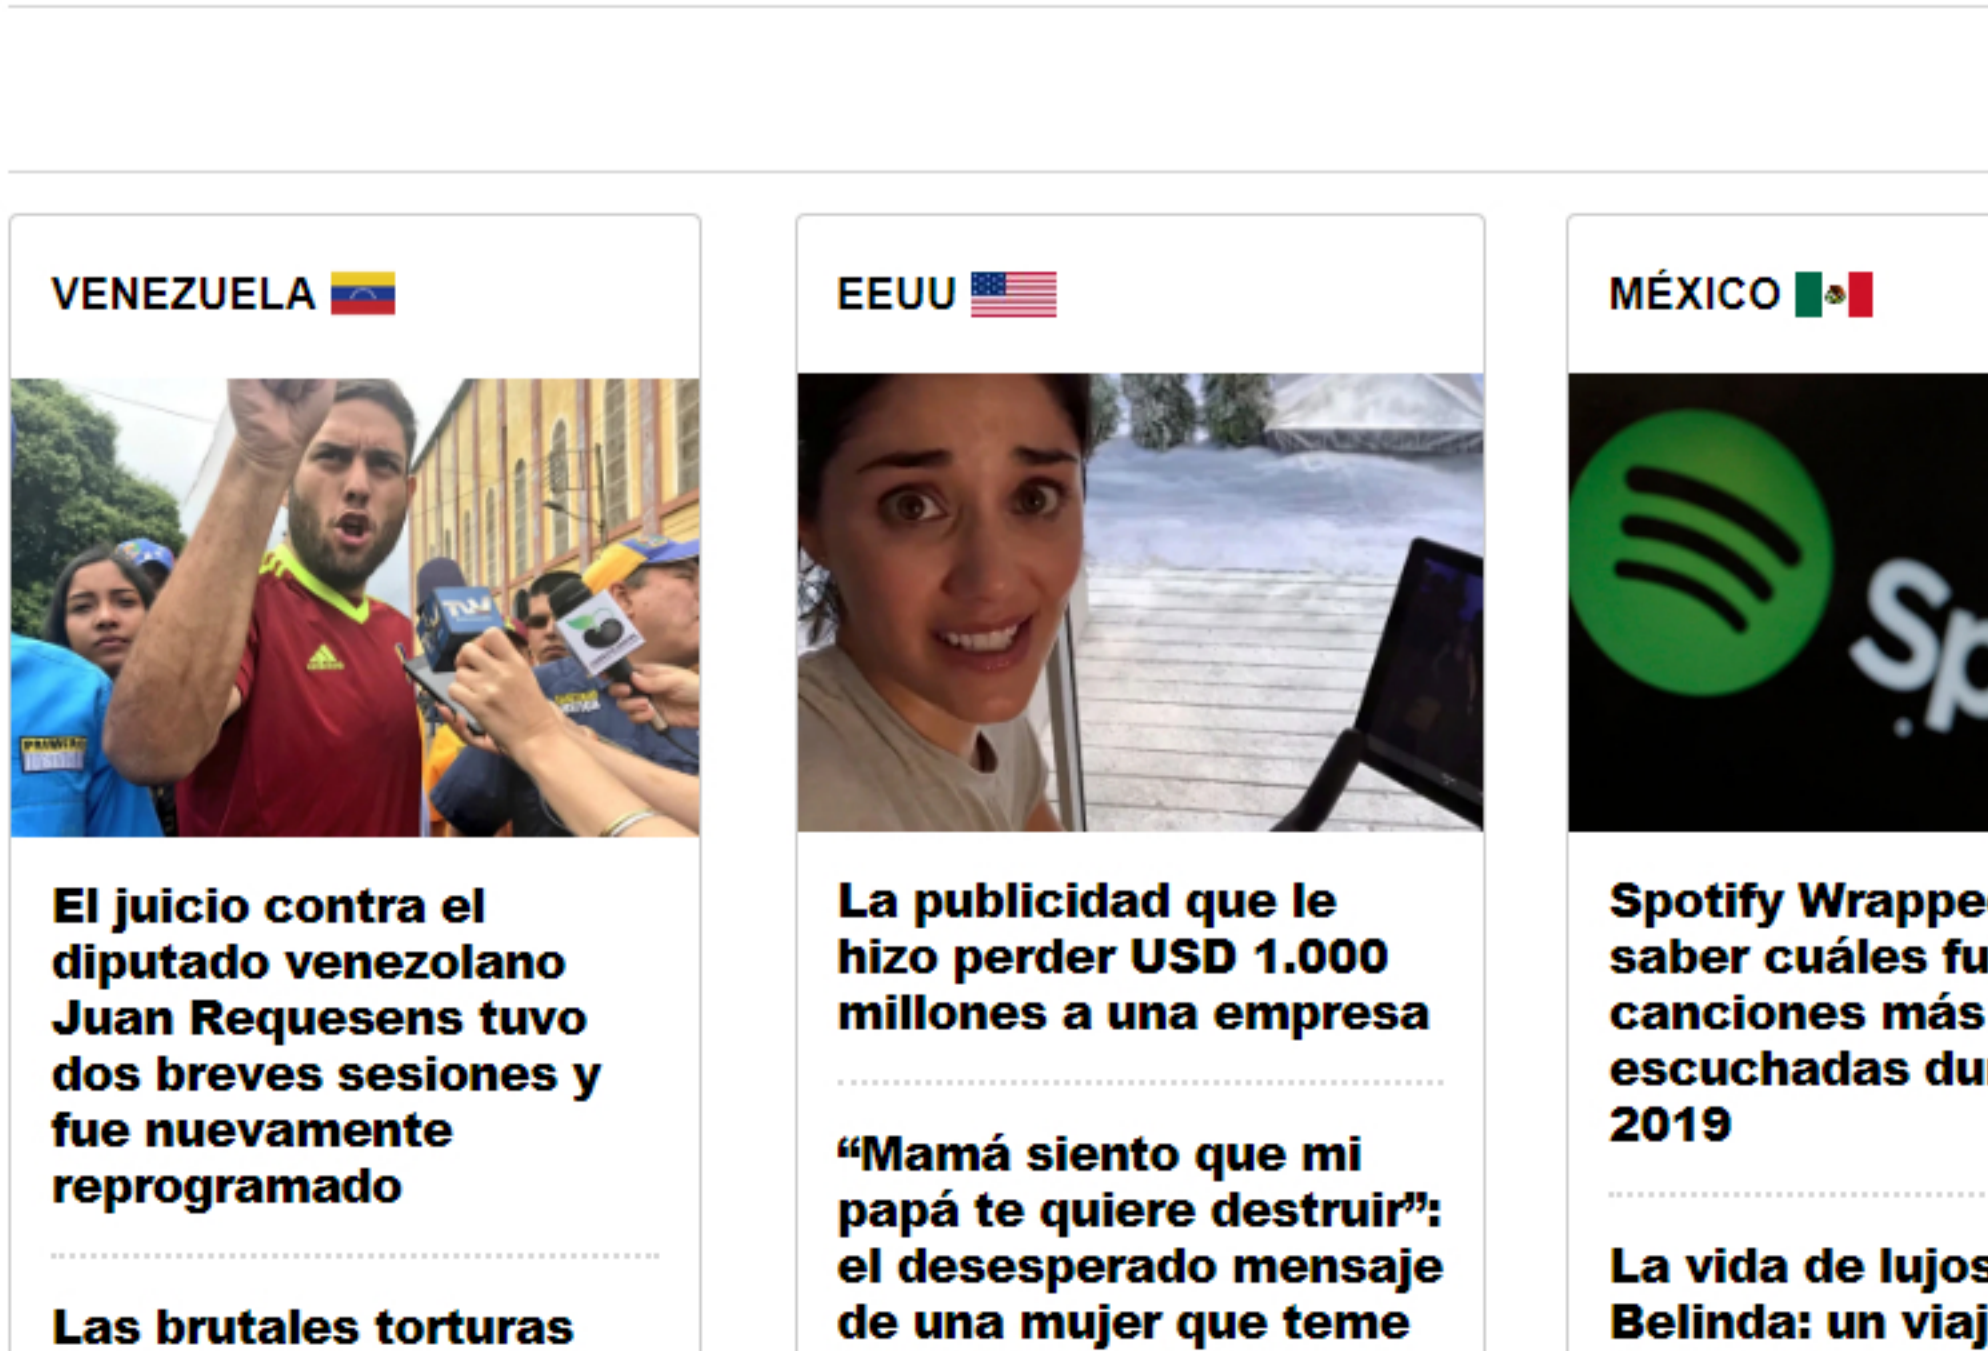 VENEZUELA
EEUU
MÉXICO
TVV
Sp
El juicio contra el
diputado venezolano
Juan Requesens tuvo
dos breves sesiones y
fue nuevamente
reprogramado
Las brutales torturas
La publicidad que le
hizo perder USD 1.000
millones a una empresa
“Mamá siento que mi
papá te quiere destruir”:
el desesperado mensaje
de una mujer que teme
Spotify Wrapped
saber cuáles fu
canciones más
escuchadas du
2019
La vida de lujos
Belinda: un viaj